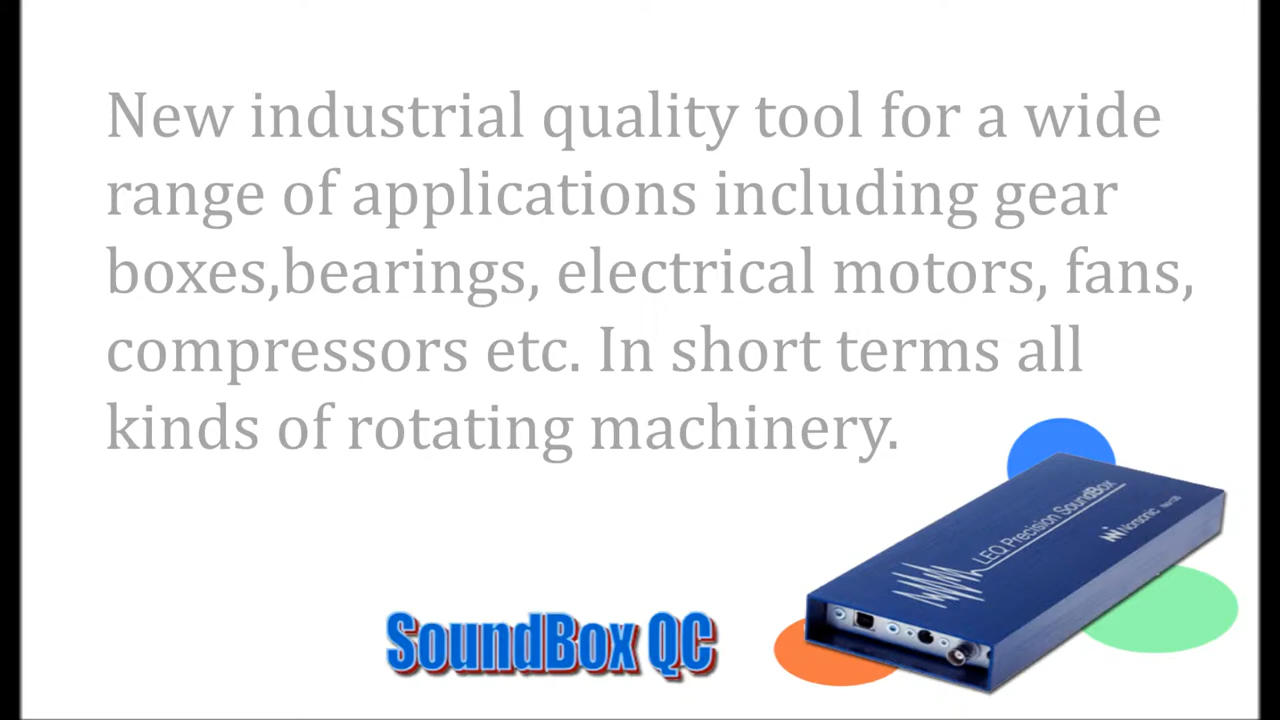 New industrial quality tool for a wide
range of applications including gear
boxes,bearings, electrical motors, fans,
compressors etc. In short terms all
kinds of rotating machinery.
LEQ Precision SoundBox
Norsonic
SoundBox QC